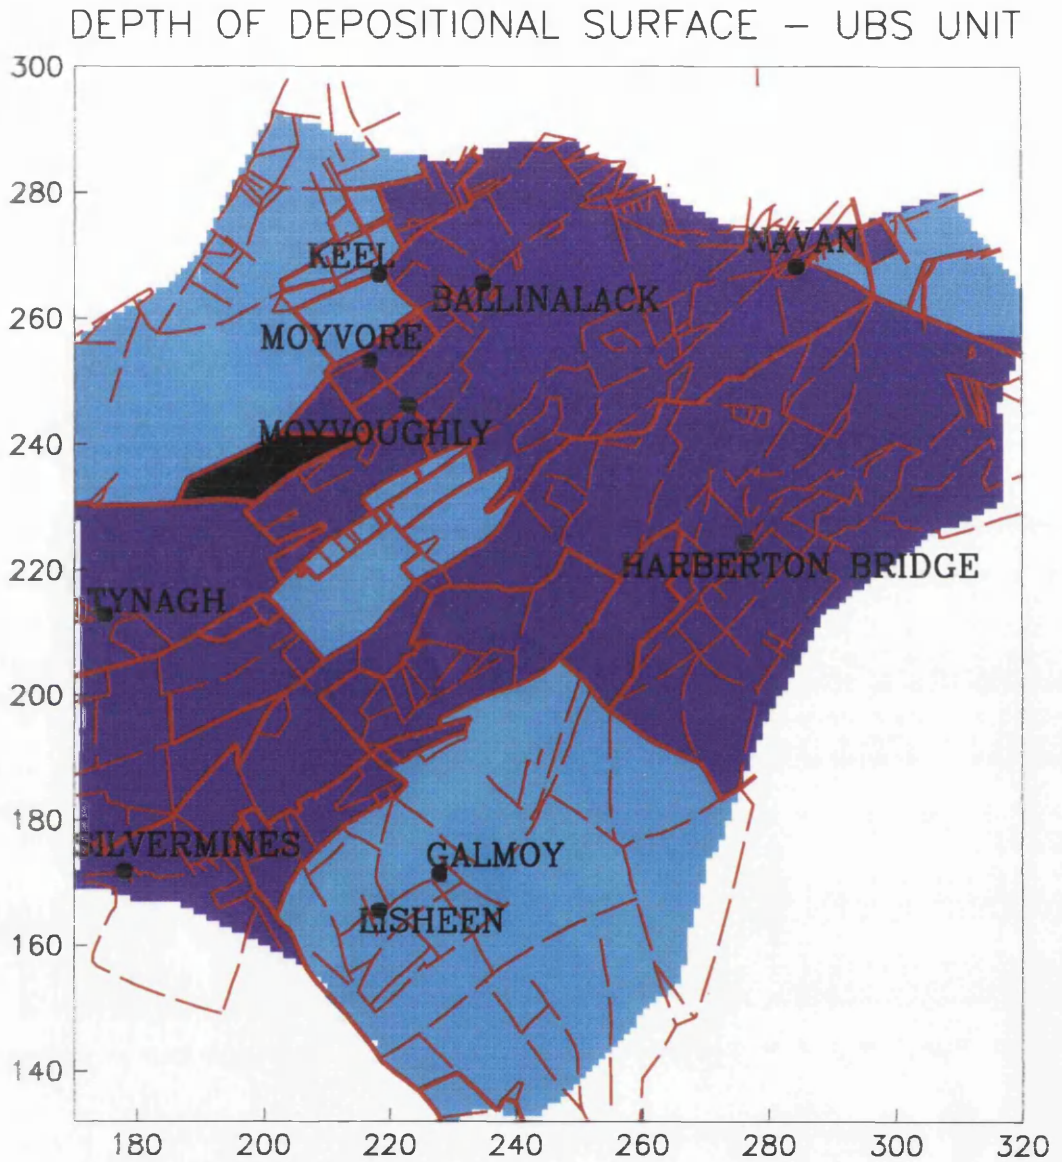 DEPTH OF DEPOSITIONAL SURFACE – UBS UNIT
300
280
KEEL
NAVAN
BALLINALACK
260
MOYVORE
MOYVOUGHLY
240
220
HARBERTON BRIDGE
TYNAGH
200
180
SILVERMINES
GALMOY
LISHEEN
160
140
180 200 220 240 260 280 300 320